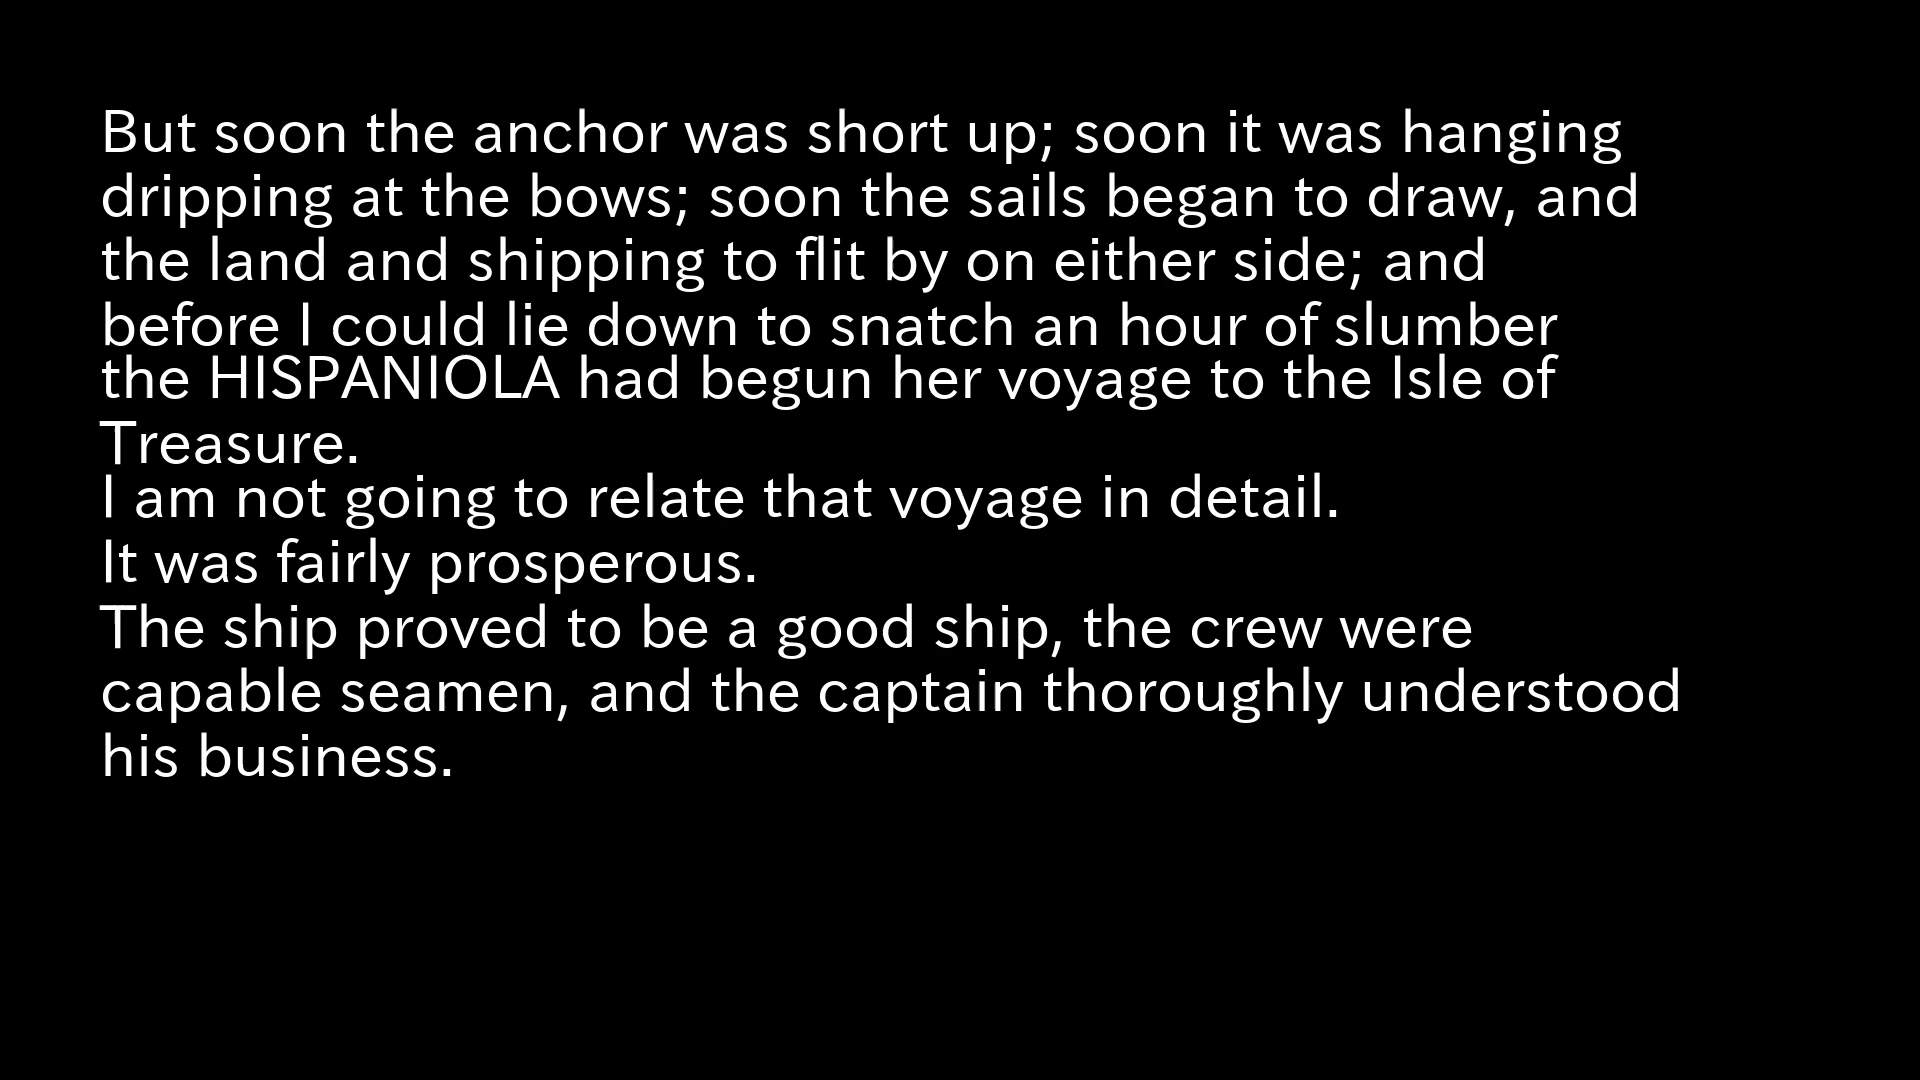 But soon the anchor was short up; soon it was hanging
dripping at the bows; soon the sails began to draw, and
the land and shipping to flit by on either side; and
before I could lie down to snatch an hour of slumber
the HISPANIOLA had begun her voyage to the Isle of
Treasure.
I am not going to relate that voyage in detail.
It was fairly prosperous.
The ship proved to be a good ship, the crew were
capable seamen, and the captain thoroughly understood
his business.